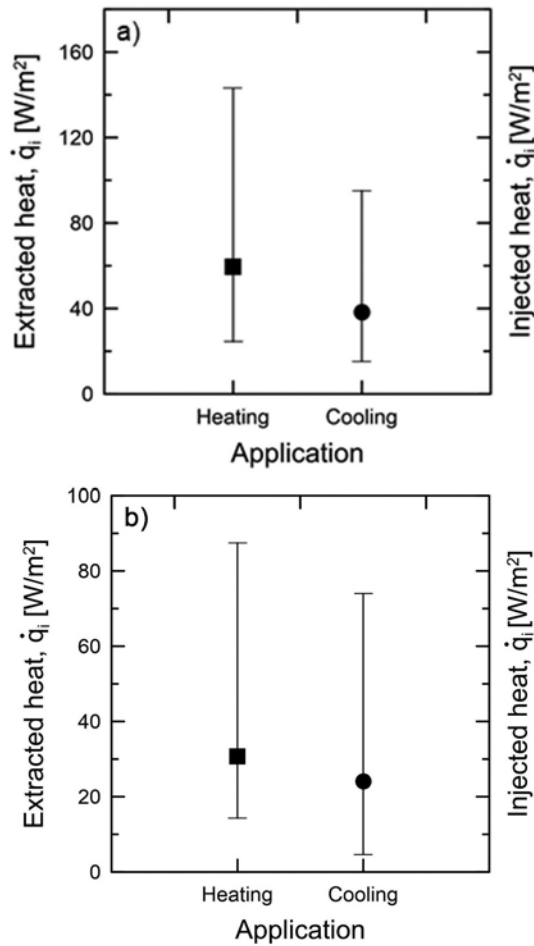 a)
160
120
80
40
0
Extracted heat, q̇ᵢ [W/m²]
Injected heat, q̇ᵢ [W/m²]
Heating Cooling
Application
b)
100
80
60
40
20
0
Extracted heat, q̇ᵢ [W/m²]
Injected heat, q̇ᵢ [W/m²]
Heating Cooling
Application